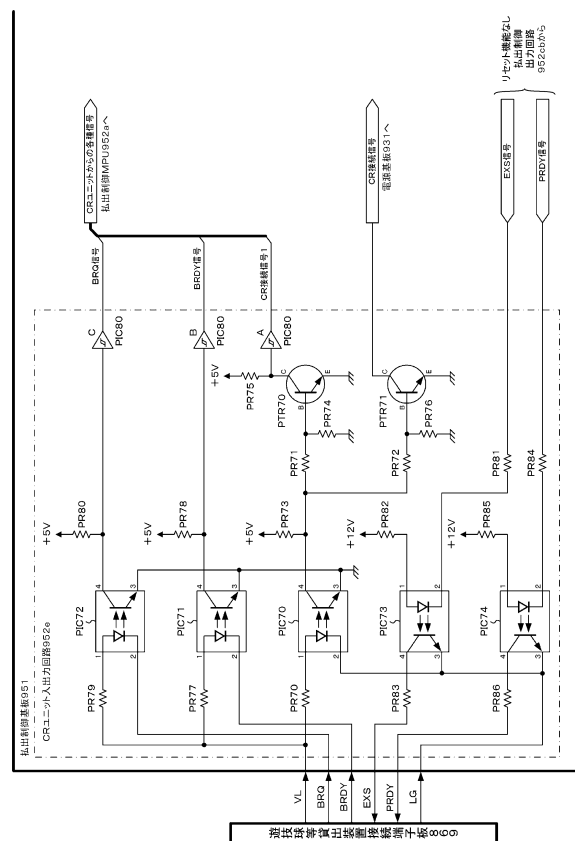 リセット機能なし
払出制御
出力回路
952cbから
CRユニットからの各種信号
払出制御MPU952aへ
CR接続信号
電源基板931へ
EXS信号
PRDY信号
BRQ信号
BRDY信号
CR接続信号1
C
PIC80
B
PIC80
A
PIC80
+5V
PR75
C
E
B
PTR70
PR74
C
E
B
PTR71
PR76
PR71
PR72
PR81
PR84
+5V
PR80
+5V
PR78
+5V
PR73
+12V
PR82
+12V
PR85
4
3
PIC72
1
2
4
3
PIC71
1
2
4
3
PIC70
1
2
1
2
PIC73
4
3
1
2
PIC74
4
3
PR79
PR77
PR70
PR83
PR86
払出制御基板951
CRユニット入出力回路952e
VL
BRQ
BRDY
EXS
PRDY
LG
遊技球等貸出装置接続端子板869